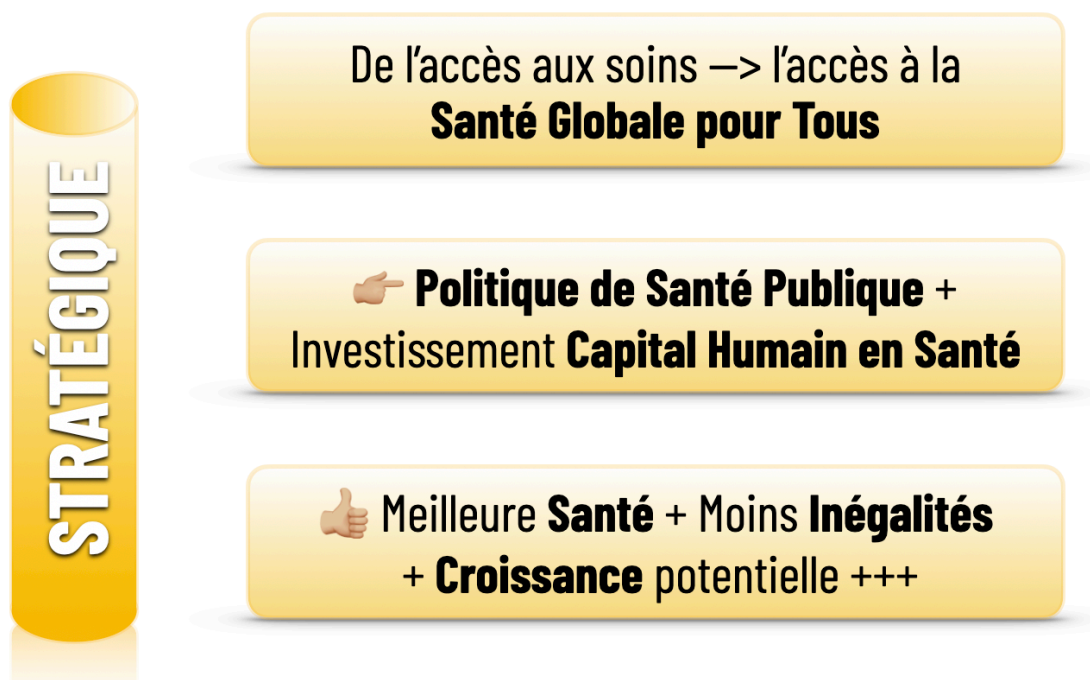 STRATÉGIQUE
De l’accès aux soins —> l’accès à la
Santé Globale pour Tous
👉🏼 Politique de Santé Publique +
Investissement Capital Humain en Santé
👍🏼 Meilleure Santé + Moins Inégalités
+ Croissance potentielle +++